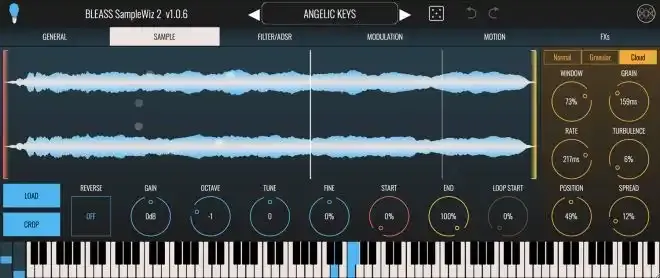 BLEASS SampleWiz 2 v1.0.6
ANGELIC KEYS
GENERAL
SAMPLE
FILTER/ADSR
MODULATION
MOTION
FXs
Normal
Granular
Cloud
WINDOW
GRAIN
73%
159ms
RATE
TURBULENCE
217ms
6%
LOAD
CROP
REVERSE
OFF
GAIN
0dB
OCTAVE
-1
TUNE
0
FINE
0%
START
0%
END
100%
LOOP START
0%
POSITION
49%
SPREAD
12%